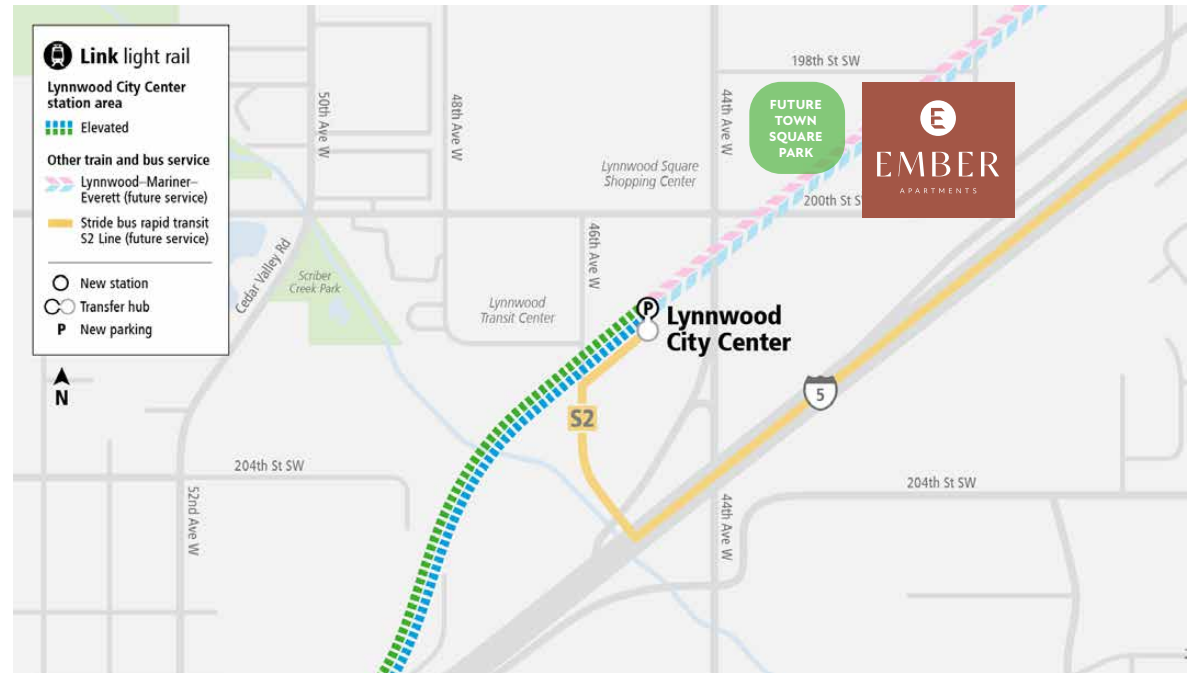 Link light rail
Lynnwood City Center
station area
Elevated
Other train and bus service
Lynnwood–Mariner–
Everett (future service)
Stride bus rapid transit
S2 Line (future service)
New station
Transfer hub
P New parking
N
50th Ave W
48th Ave W
44th Ave W
198th St SW
FUTURE
TOWN
SQUARE
PARK
E
EMBER
APARTMENTS
Lynnwood Square
Shopping Center
200th St S
46th Ave W
Cedar Valley Rd
Scriber
Creek Park
Lynnwood
Transit Center
P
Lynnwood
City Center
S2
5
204th St SW
204th St SW
52nd Ave W
44th Ave W